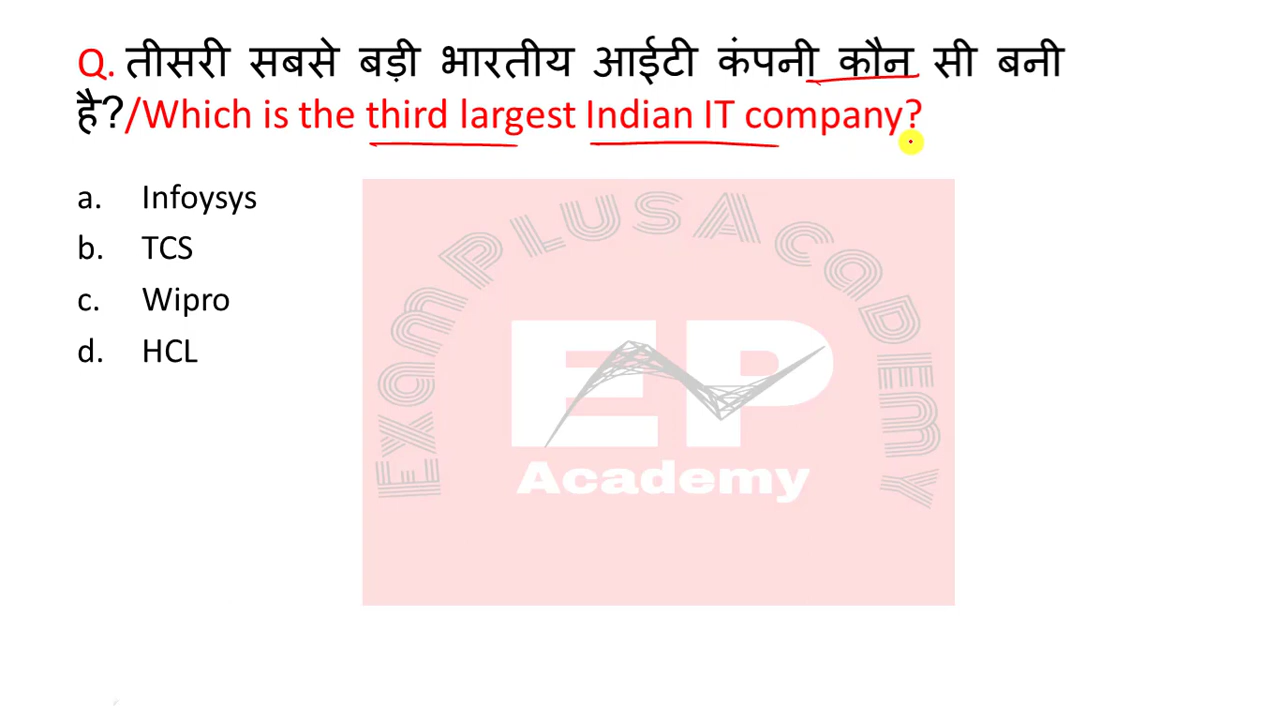 Q. तीसरी सबसे बड़ी भारतीय आईटी कंपनी कौन सी बनी
है?/Which is the third largest Indian IT company?
a. Infoysys
b. TCS
c. Wipro
d. HCL
Exam PLUS AcaDEMY
EP
Academy